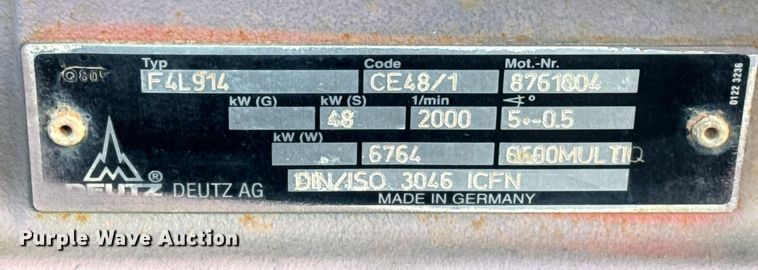 Typ Code Mot.-Nr.
F4L914 CE48/1 8761004
kW (G) kW (S) 1/min °
48 2000 5+-0.5
kW (W)
6764
DEUTZ ® DEUTZ AG DIN/ISO 3046 ICFN
MADE IN GERMANY
0122 3236
Purple Wave Auction